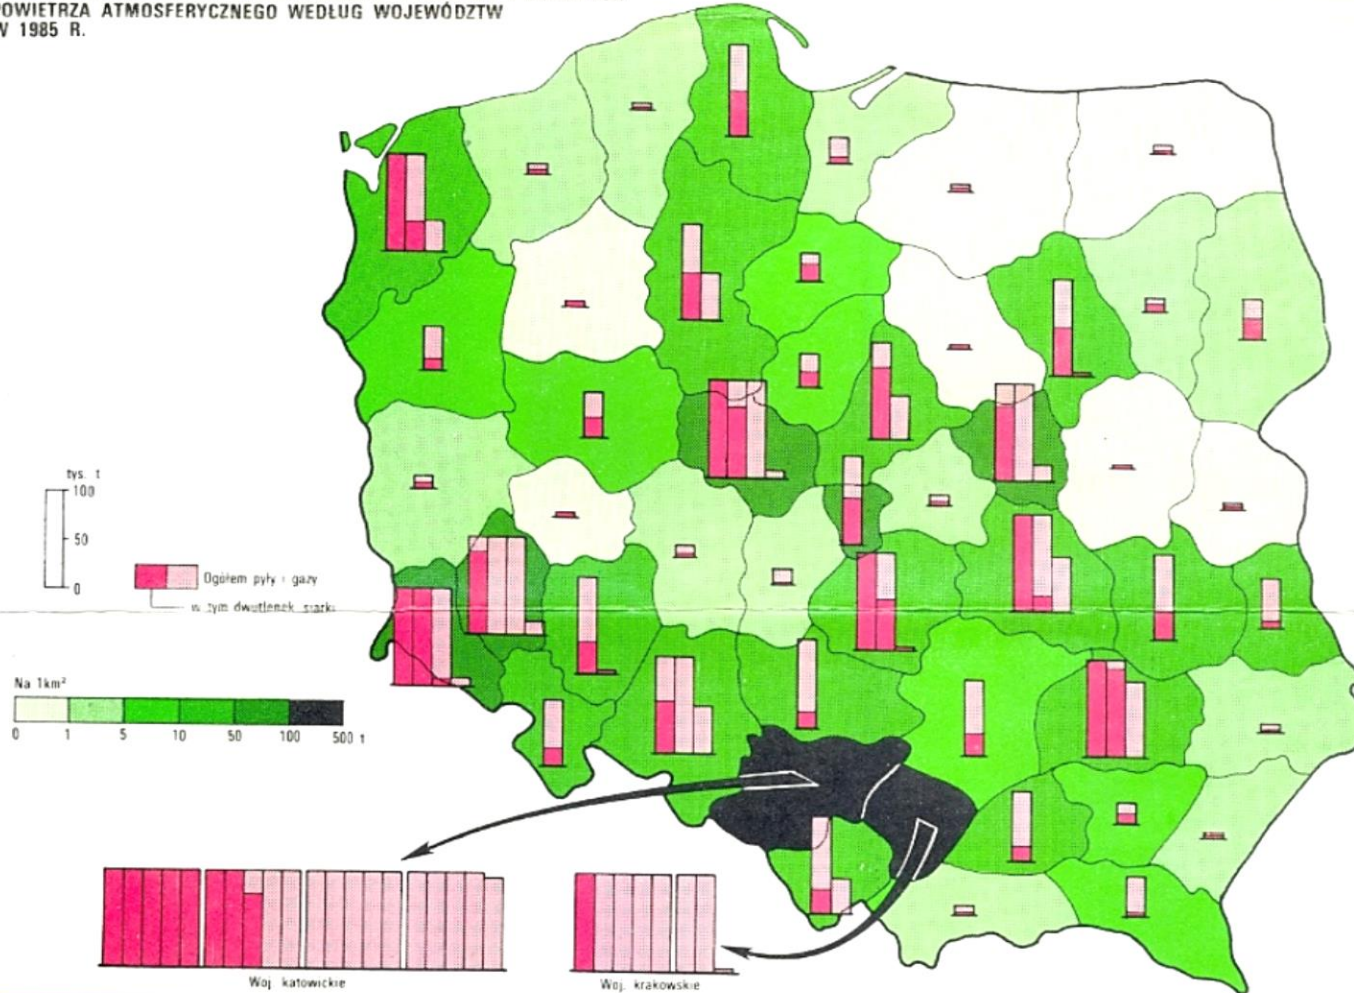 POWIETRZA ATMOSFERYCZNEGO WEDŁUG WOJEWÓDZTW
W 1985 R.
tys. t
100
50
0
Ogółem pyły i gazy
w tym dwutlenek siarki
Na 1km²
0 1 5 10 50 100 500 t
Woj. katowickie
Woj. krakowskie